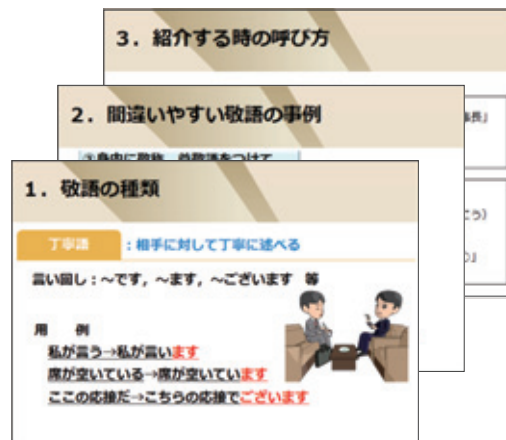 3．紹介する時の呼び方
2．間違いやすい敬語の事例
1．敬語の種類
丁寧語
：相手に対して丁寧に述べる
言い回し：～です，～ます，～ございます　等
用　例
私が言う→私が言います
席が空いている→席が空いています
ここの応接だ→こちらの応接でございます